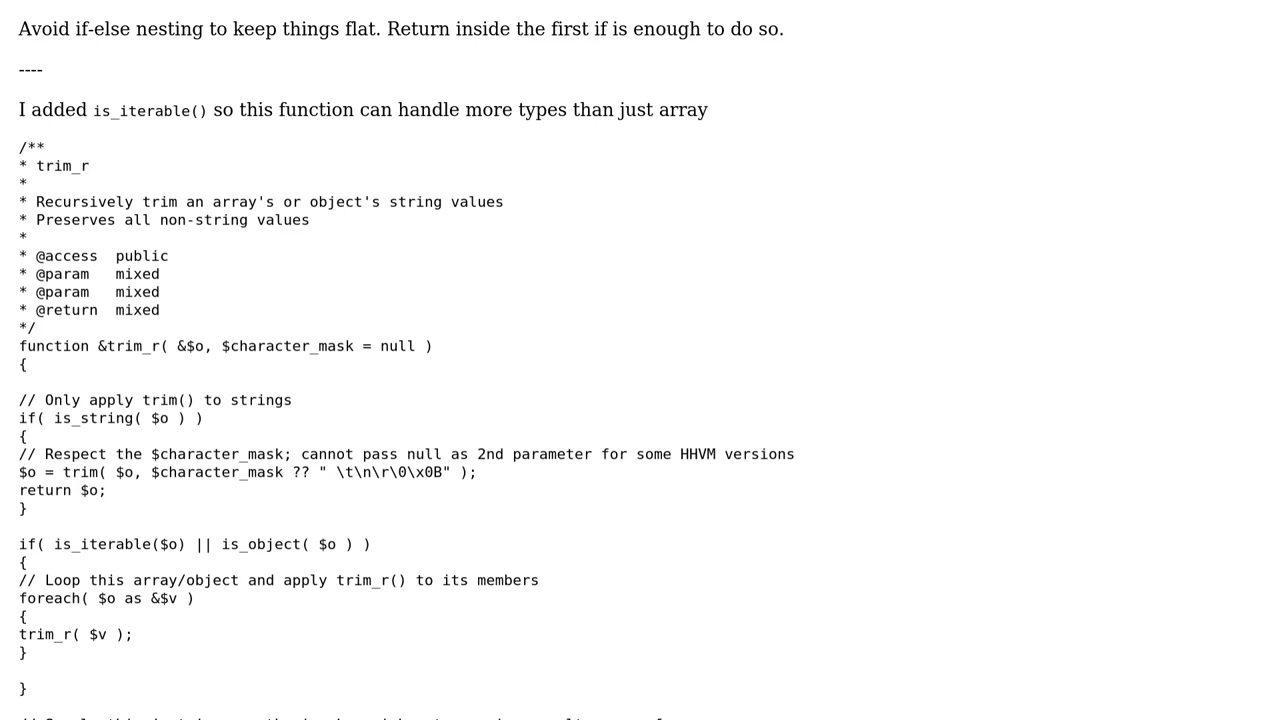 Avoid if-else nesting to keep things flat. Return inside the first if is enough to do so.
----
I added is_iterable() so this function can handle more types than just array
/**
* trim_r
*
* Recursively trim an array's or object's string values
* Preserves all non-string values
*
* @access  public
* @param   mixed
* @param   mixed
* @return  mixed
*/
function &trim_r( &$o, $character_mask = null )
{
// Only apply trim() to strings
if( is_string( $o ) )
{
// Respect the $character_mask; cannot pass null as 2nd parameter for some HHVM versions
$o = trim( $o, $character_mask ?? " \t\n\r\0\x0B" );
return $o;
}
if( is_iterable($o) || is_object( $o ) )
{
// Loop this array/object and apply trim_r() to its members
foreach( $o as &$v )
{
trim_r( $v );
}
}